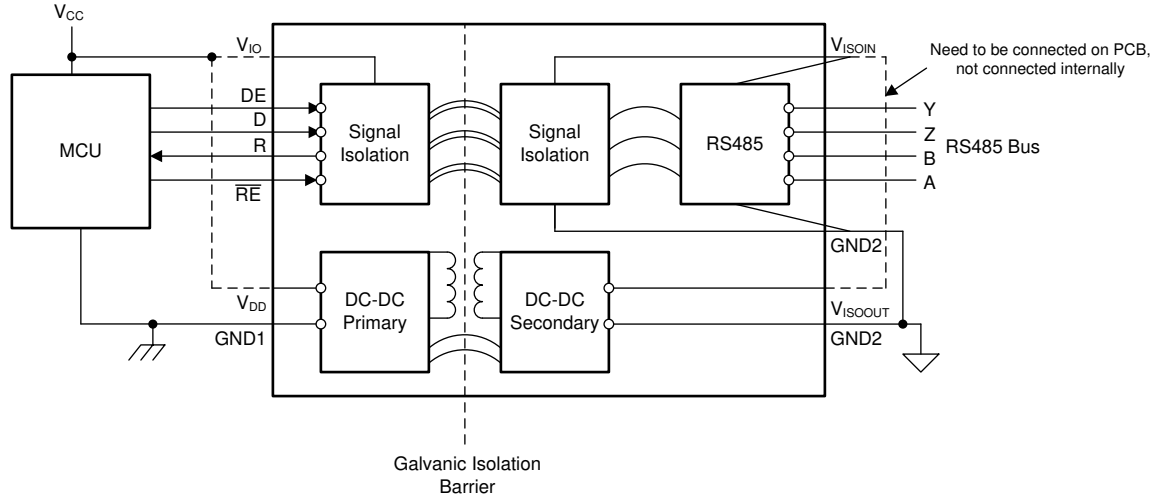 VCC
VIO
VISOIN
Need to be connected on PCB,
not connected internally
DE
D
R
RE
MCU
Signal
Isolation
Signal
Isolation
RS485
Y
Z
B
A
RS485 Bus
GND2
VDD
GND1
DC-DC
Primary
DC-DC
Secondary
VISOOUT
GND2
Galvanic Isolation
Barrier